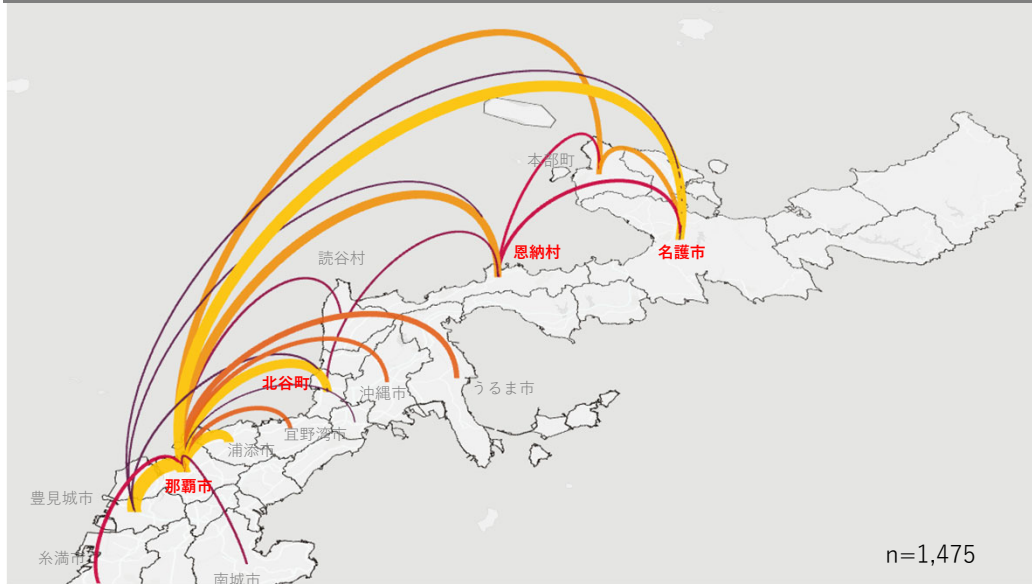 本部町
恩納村
名護市
読谷村
北谷町
沖縄市
うるま市
宜野湾市
浦添市
那覇市
豊見城市
糸満市
南城市
n=1,475